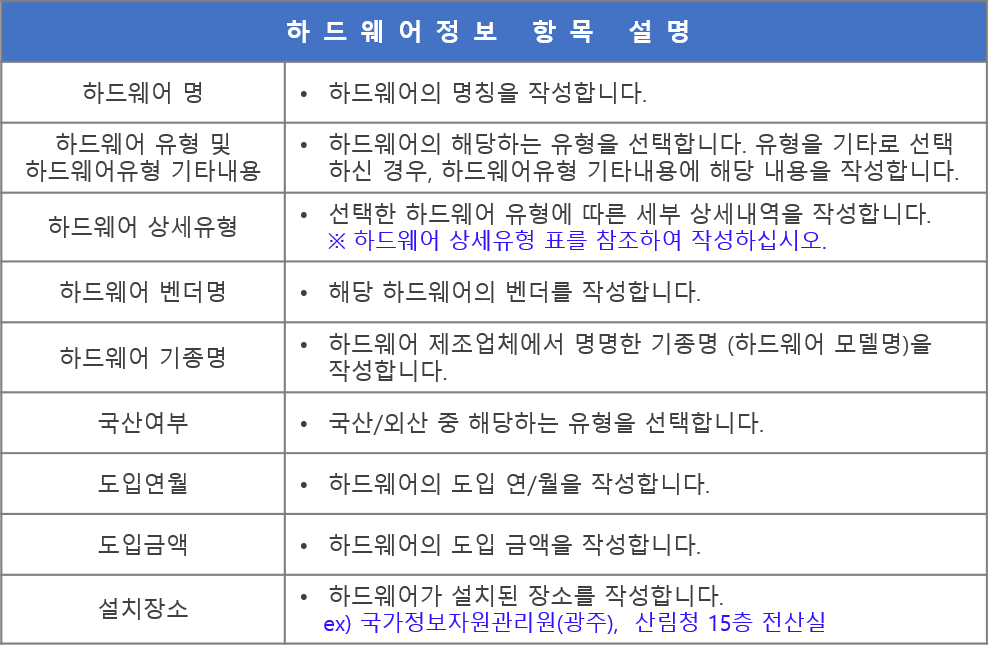 하드웨어정보 항목 설명
하드웨어 명
• 하드웨어의 명칭을 작성합니다.
하드웨어 유형 및
하드웨어유형 기타내용
• 하드웨어의 해당하는 유형을 선택합니다. 유형을 기타로 선택
하신 경우, 하드웨어유형 기타내용에 해당 내용을 작성합니다.
하드웨어 상세유형
• 선택한 하드웨어 유형에 따른 세부 상세내역을 작성합니다.
※ 하드웨어 상세유형 표를 참조하여 작성하십시오.
하드웨어 벤더명
• 해당 하드웨어의 벤더를 작성합니다.
하드웨어 기종명
• 하드웨어 제조업체에서 명명한 기종명 (하드웨어 모델명)을
작성합니다.
국산여부
• 국산/외산 중 해당하는 유형을 선택합니다.
도입연월
• 하드웨어의 도입 연/월을 작성합니다.
도입금액
• 하드웨어의 도입 금액을 작성합니다.
설치장소
• 하드웨어가 설치된 장소를 작성합니다.
ex) 국가정보자원관리원(광주), 산림청 15층 전산실